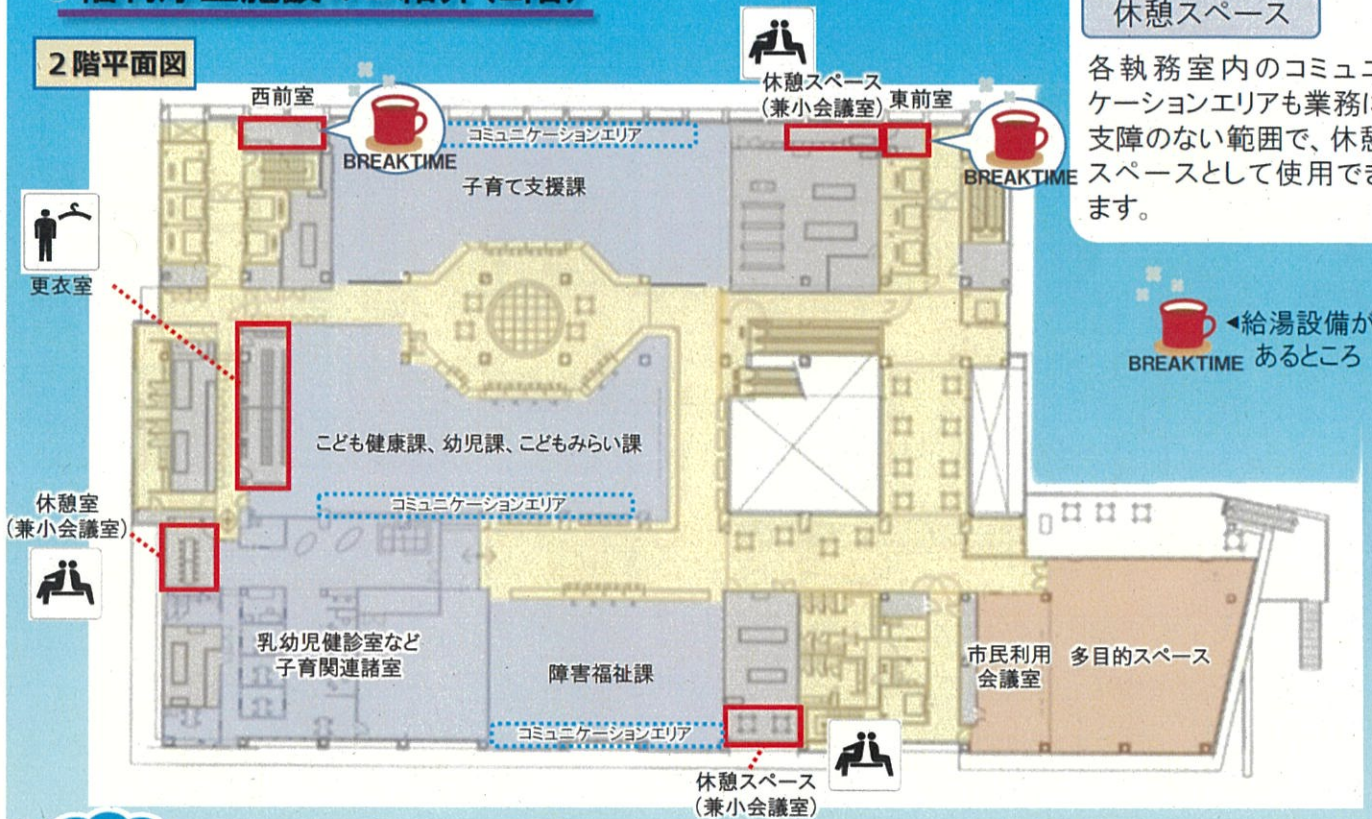 2階平面図
休憩スペース
各執務室内のコミュニ
ケーションエリアも業務に
支障のない範囲で、休憩
スペースとして使用でき
ます。
BREAKTIME
◀給湯設備が
あるところ
西前室
BREAKTIME
コミュニケーションエリア
子育て支援課
休憩スペース
(兼小会議室)
東前室
BREAKTIME
更衣室
こども健康課、幼児課、こどもみらい課
コミュニケーションエリア
休憩室
(兼小会議室)
乳幼児健診室など
子育関連諸室
障害福祉課
コミュニケーションエリア
市民利用
会議室
多目的スペース
休憩スペース
(兼小会議室)